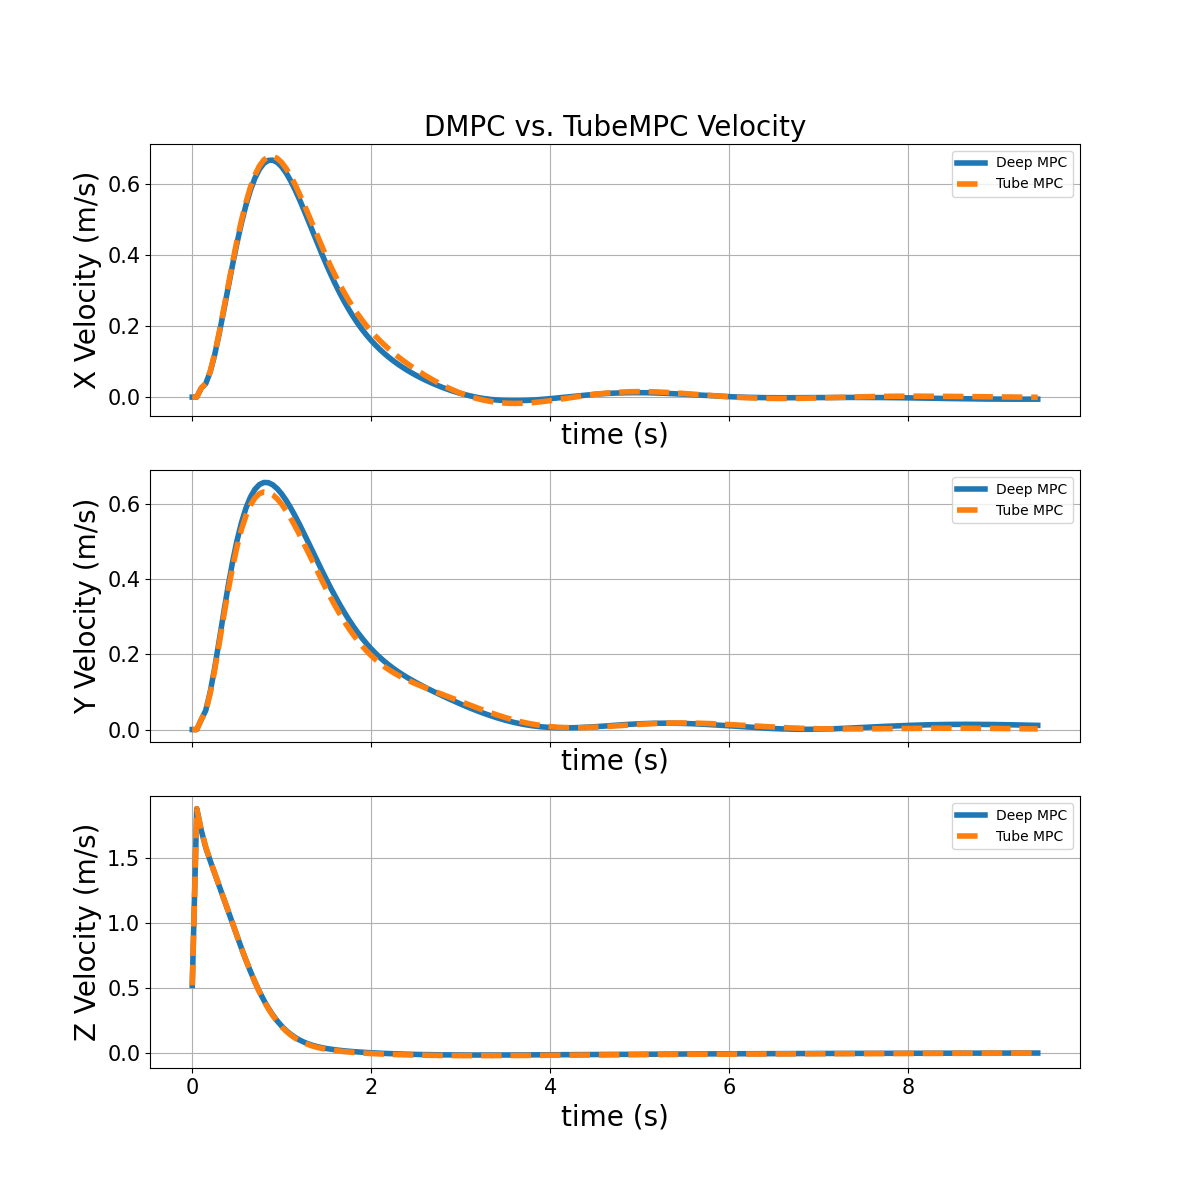 DMPC vs. TubeMPC Velocity
X Velocity (m/s)
0.6
0.4
0.2
0.0
Deep MPC
Tube MPC
time (s)
Y Velocity (m/s)
0.6
0.4
0.2
0.0
Deep MPC
Tube MPC
time (s)
Z Velocity (m/s)
1.5
1.0
0.5
0.0
Deep MPC
Tube MPC
0 2 4 6 8
time (s)